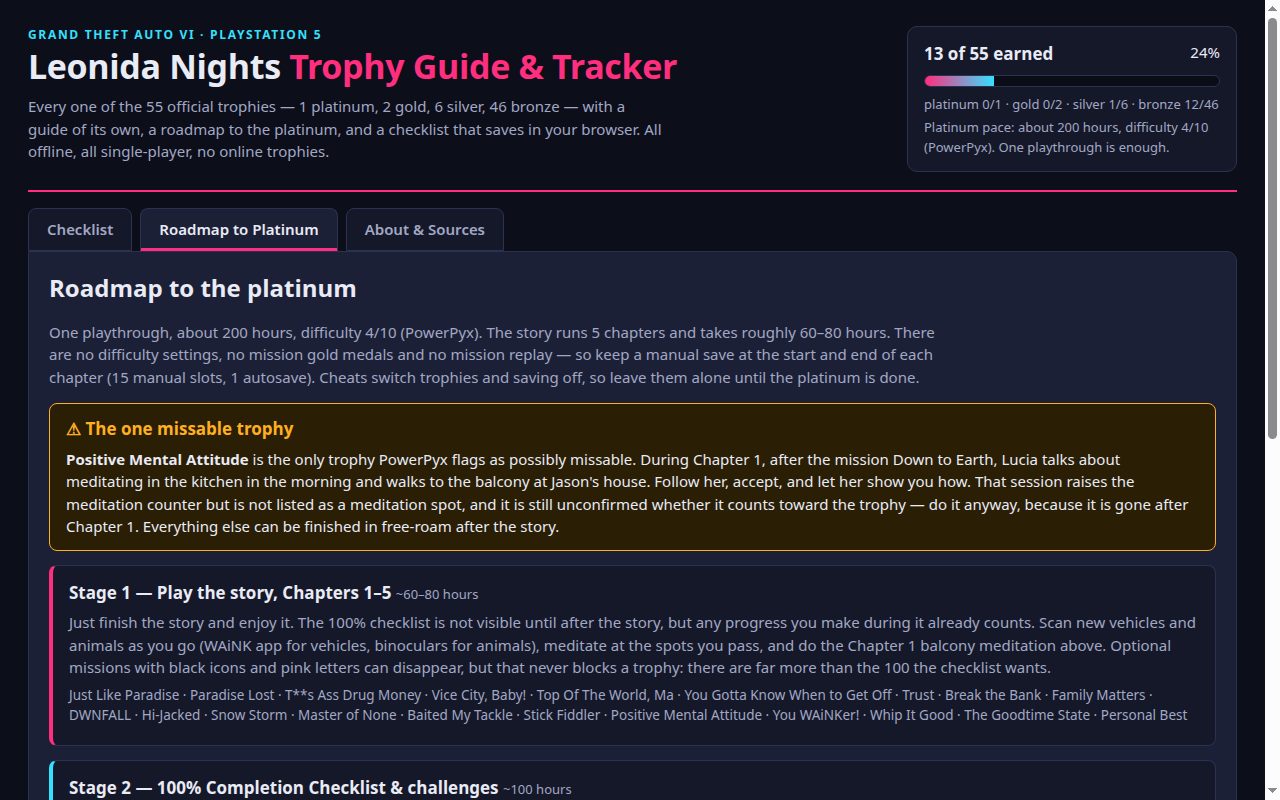 GRAND THEFT AUTO VI · PLAYSTATION 5
Leonida Nights Trophy Guide & Tracker
Every one of the 55 official trophies — 1 platinum, 2 gold, 6 silver, 46 bronze — with a
guide of its own, a roadmap to the platinum, and a checklist that saves in your browser. All
offline, all single-player, no online trophies.
13 of 55 earned 24%
platinum 0/1 · gold 0/2 · silver 1/6 · bronze 12/46
Platinum pace: about 200 hours, difficulty 4/10
(PowerPyx). One playthrough is enough.
Checklist Roadmap to Platinum About & Sources
Roadmap to the platinum
One playthrough, about 200 hours, difficulty 4/10 (PowerPyx). The story runs 5 chapters and takes roughly 60–80 hours. There
are no difficulty settings, no mission gold medals and no mission replay — so keep a manual save at the start and end of each
chapter (15 manual slots, 1 autosave). Cheats switch trophies and saving off, so leave them alone until the platinum is done.
⚠ The one missable trophy
Positive Mental Attitude is the only trophy PowerPyx flags as possibly missable. During Chapter 1, after the mission Down to Earth, Lucia talks about
meditating in the kitchen in the morning and walks to the balcony at Jason's house. Follow her, accept, and let her show you how. That session raises the
meditation counter but is not listed as a meditation spot, and it is still unconfirmed whether it counts toward the trophy — do it anyway, because it is gone after
Chapter 1. Everything else can be finished in free-roam after the story.
Stage 1 — Play the story, Chapters 1–5 ~60–80 hours
Just finish the story and enjoy it. The 100% checklist is not visible until after the story, but any progress you make during it already counts. Scan new vehicles and
animals as you go (WAiNK app for vehicles, binoculars for animals), meditate at the spots you pass, and do the Chapter 1 balcony meditation above. Optional
missions with black icons and pink letters can disappear, but that never blocks a trophy: there are far more than the 100 the checklist wants.
Just Like Paradise · Paradise Lost · T**s Ass Drug Money · Vice City, Baby! · Top Of The World, Ma · You Gotta Know When to Get Off · Trust · Break the Bank · Family Matters ·
DWNFALL · Hi-Jacked · Snow Storm · Master of None · Baited My Tackle · Stick Fiddler · Positive Mental Attitude · You WAiNKer! · Whip It Good · The Goodtime State · Personal Best
Stage 2 — 100% Completion Checklist & challenges ~100 hours